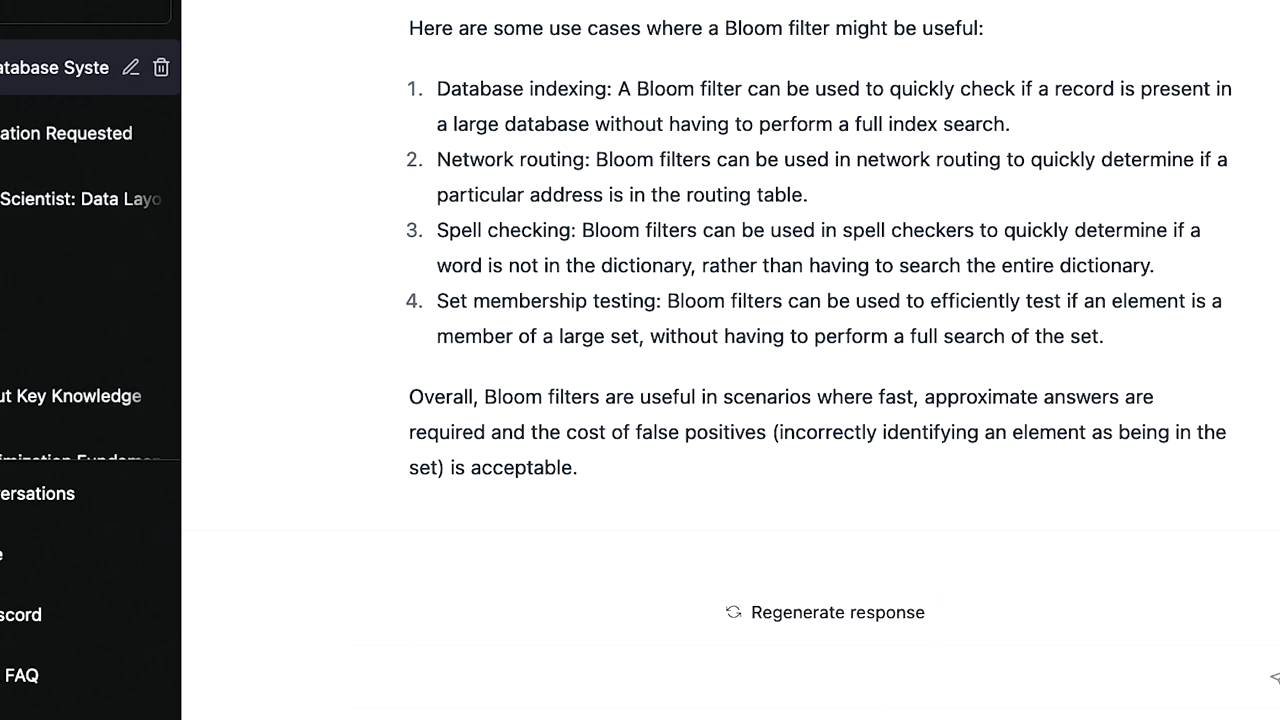 atabase Syste
ation Requested
Scientist: Data Layo
ut Key Knowledge
ersations
e
scord
FAQ
Here are some use cases where a Bloom filter might be useful:
1. Database indexing: A Bloom filter can be used to quickly check if a record is present in
a large database without having to perform a full index search.
2. Network routing: Bloom filters can be used in network routing to quickly determine if a
particular address is in the routing table.
3. Spell checking: Bloom filters can be used in spell checkers to quickly determine if a
word is not in the dictionary, rather than having to search the entire dictionary.
4. Set membership testing: Bloom filters can be used to efficiently test if an element is a
member of a large set, without having to perform a full search of the set.
Overall, Bloom filters are useful in scenarios where fast, approximate answers are
required and the cost of false positives (incorrectly identifying an element as being in the
set) is acceptable.
Regenerate response